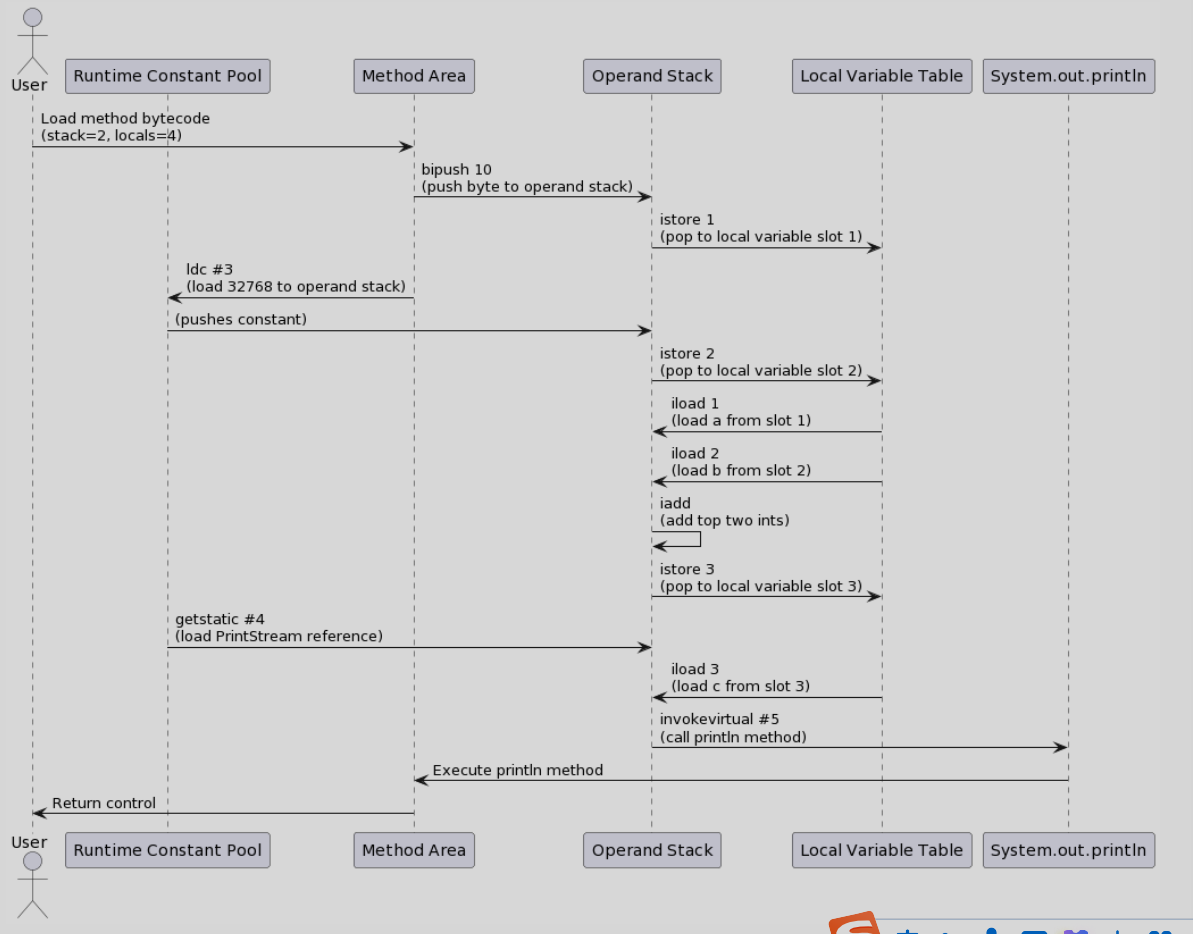 User
Runtime Constant Pool
Method Area
Operand Stack
Local Variable Table
System.out.println
Load method bytecode
(stack=2, locals=4)
bipush 10
(push byte to operand stack)
istore 1
(pop to local variable slot 1)
ldc #3
(load 32768 to operand stack)
(pushes constant)
istore 2
(pop to local variable slot 2)
iload 1
(load a from slot 1)
iload 2
(load b from slot 2)
iadd
(add top two ints)
istore 3
(pop to local variable slot 3)
getstatic #4
(load PrintStream reference)
iload 3
(load c from slot 3)
invokevirtual #5
(call println method)
Execute println method
Return control
User
Runtime Constant Pool
Method Area
Operand Stack
Local Variable Table
System.out.println